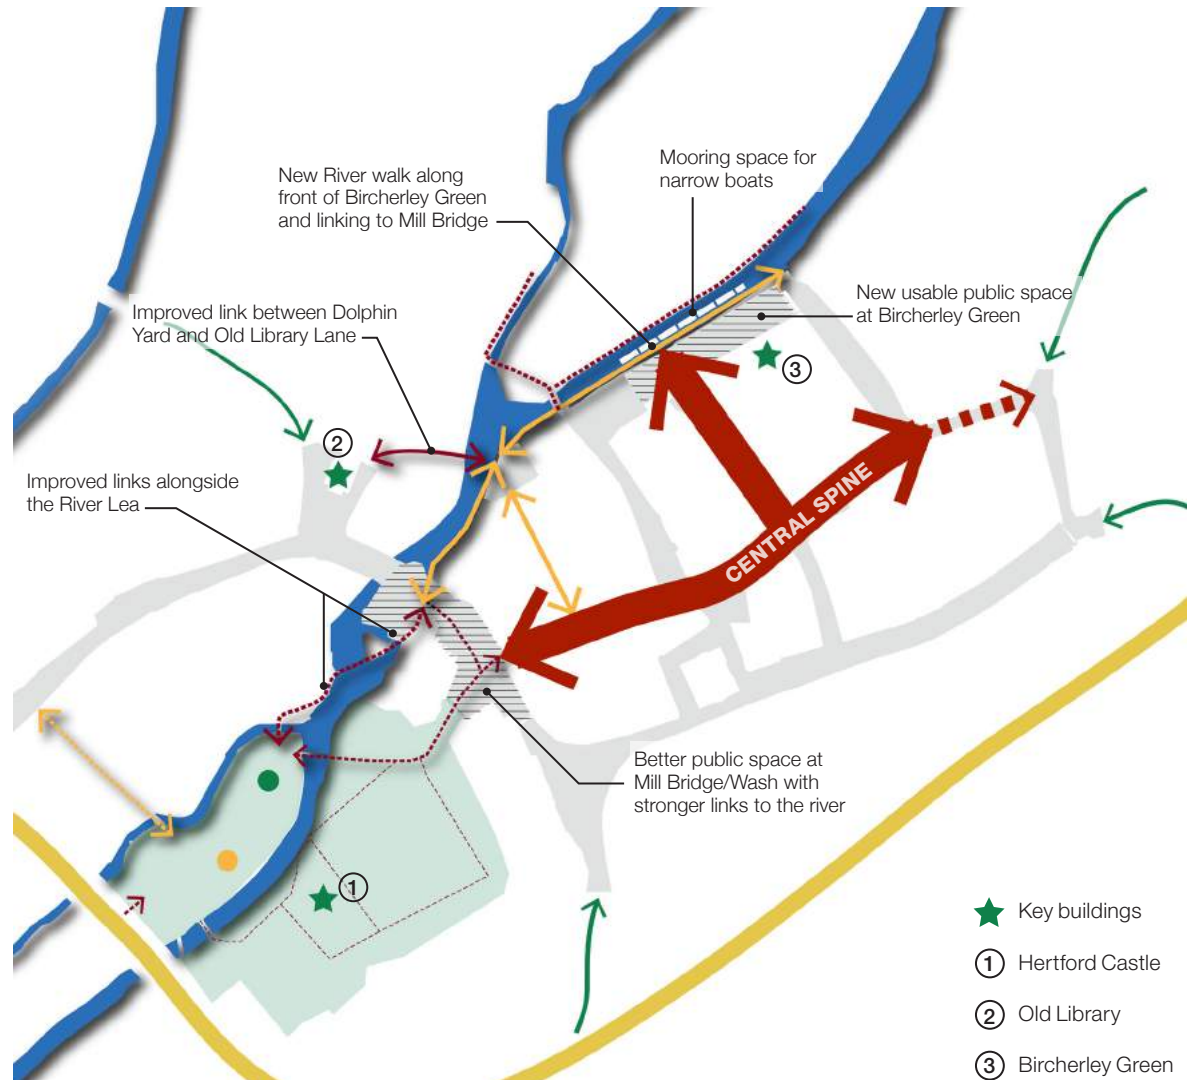 Mooring space for
narrow boats
New River walk along
front of Bircherley Green
and linking to Mill Bridge
New usable public space
at Bircherley Green
Improved link between Dolphin
Yard and Old Library Lane
3
2
Improved links alongside
the River Lea
CENTRAL SPINE
Better public space at
Mill Bridge/Wash with
stronger links to the river
1
Key buildings
1 Hertford Castle
2 Old Library
3 Bircherley Green